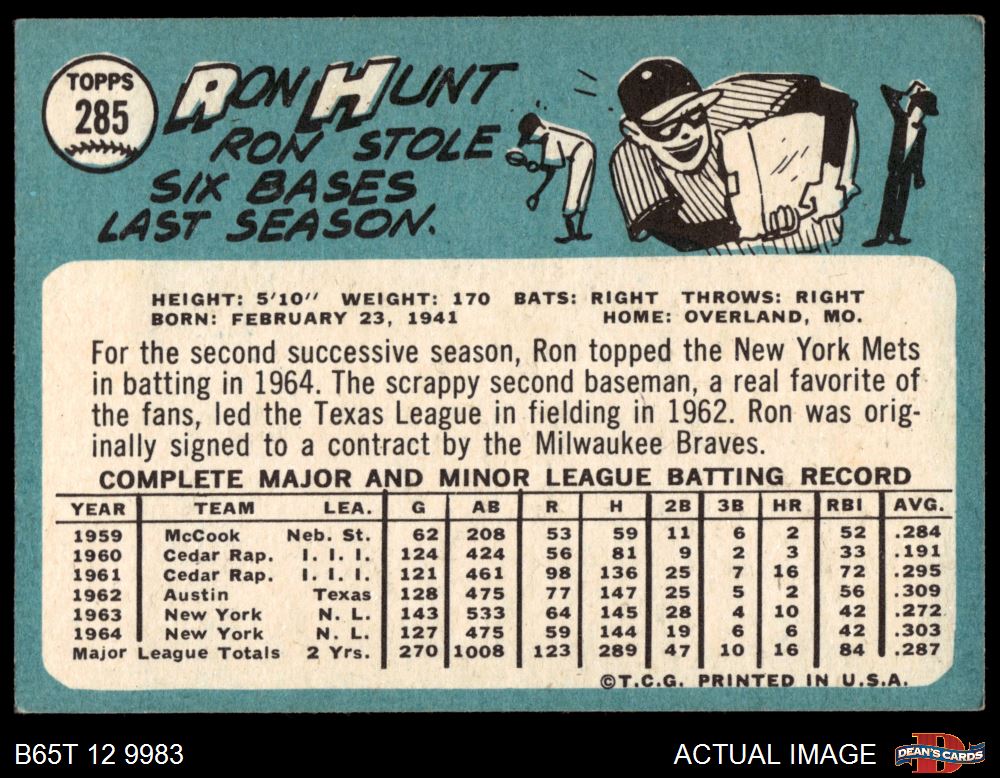 TOPPS
285
RON HUNT
RON STOLE
SIX BASES
LAST SEASON.
HEIGHT: 5'10" WEIGHT: 170 BATS: RIGHT THROWS: RIGHT
BORN: FEBRUARY 23, 1941 HOME: OVERLAND, MO.
For the second successive season, Ron topped the New York Mets
in batting in 1964. The scrappy second baseman, a real favorite of
the fans, led the Texas League in fielding in 1962. Ron was orig-
inally signed to a contract by the Milwaukee Braves.
COMPLETE MAJOR AND MINOR LEAGUE BATTING RECORD
YEAR TEAM LEA. G AB R H 2B 3B HR RBI AVG.
1959 McCook Neb. St. 62 208 53 59 11 6 2 52 .284
1960 Cedar Rap. I. I. I. 124 424 56 81 9 2 3 33 .191
1961 Cedar Rap. I. I. I. 121 461 98 136 25 7 16 72 .295
1962 Austin Texas 128 475 77 147 25 5 2 56 .309
1963 New York N. L. 143 533 64 145 28 4 10 42 .272
1964 New York N. L. 127 475 59 144 19 6 6 42 .303
Major League Totals 2 Yrs. 270 1008 123 289 47 10 16 84 .287
©T.C.G. PRINTED IN U.S.A.
B65T 12 9983
ACTUAL IMAGE
DEAN'S CARDS